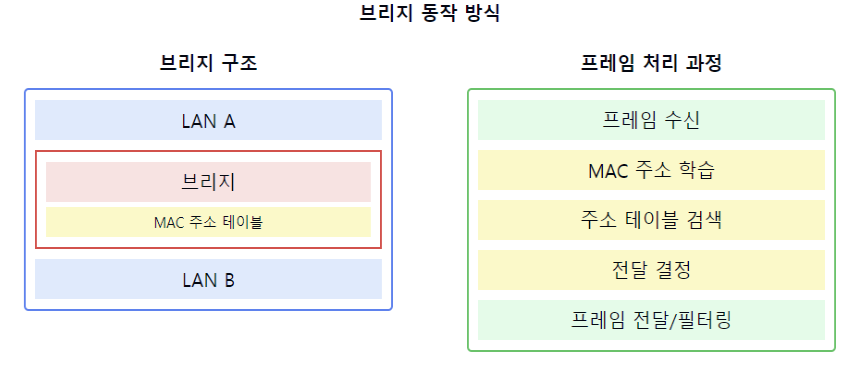 브리지 동작 방식
브리지 구조
LAN A
브리지
MAC 주소 테이블
LAN B
프레임 처리 과정
프레임 수신
MAC 주소 학습
주소 테이블 검색
전달 결정
프레임 전달/필터링